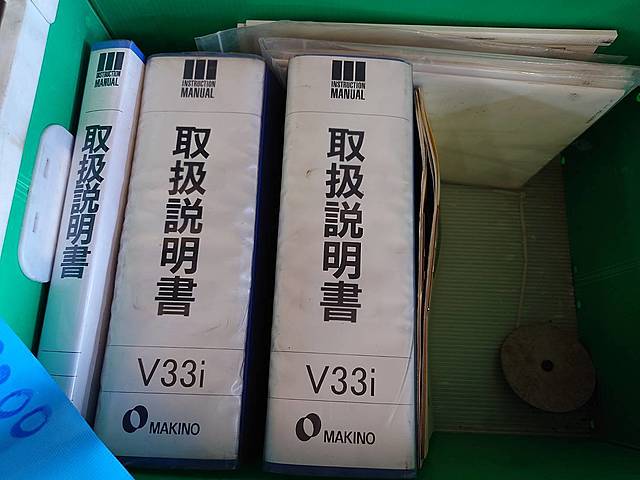 INSTRUCTION
MANUAL
取扱説明書
INSTRUCTION
MANUAL
取扱説明書
V33i
MAKINO
INSTRUCTION
MANUAL
取扱説明書
V33i
MAKINO